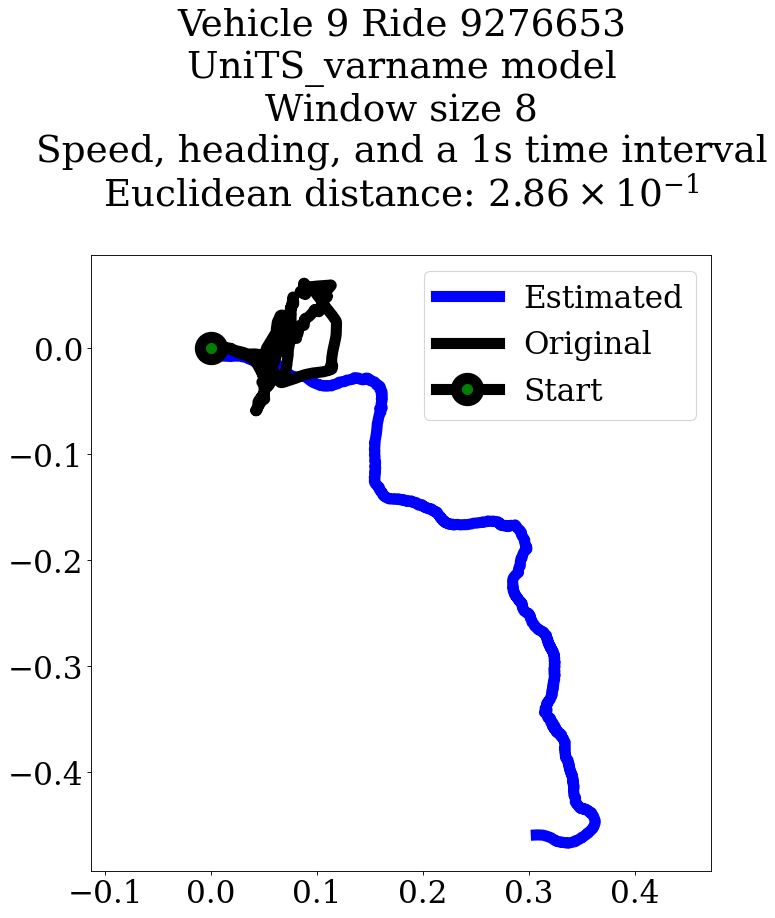 Vehicle 9 Ride 9276653
UniTS_varname model
Window size 8
Speed, heading, and a 1s time interval
Euclidean distance: 2.86 × 10⁻¹
Estimated
Original
Start
0.0
−0.1
−0.2
−0.3
−0.4
−0.1 0.0 0.1 0.2 0.3 0.4